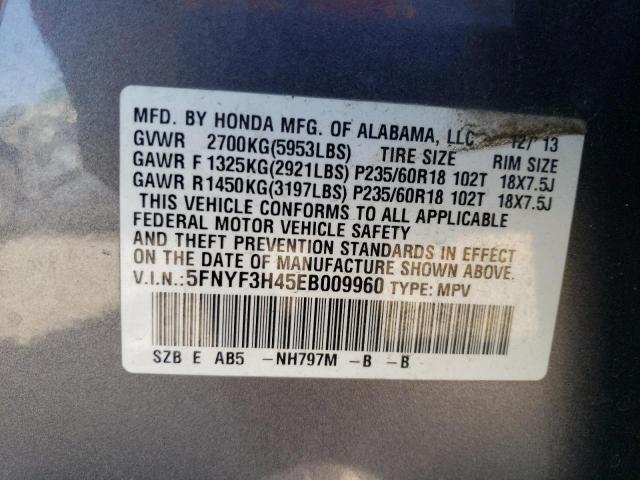 MFD. BY HONDA MFG. OF ALABAMA, LLC 12/ 13
GVWR 2700KG(5953LBS) TIRE SIZE RIM SIZE
GAWR F 1325KG(2921LBS) P235/60R18 102T 18X7.5J
GAWR R1450KG(3197LBS) P235/60R18 102T 18X7.5J
THIS VEHICLE CONFORMS TO ALL APPLICABLE
FEDERAL MOTOR VEHICLE SAFETY
AND THEFT PREVENTION STANDARDS IN EFFECT
ON THE DATE OF MANUFACTURE SHOWN ABOVE.
V.I.N.:5FNYF3H45EB009960 TYPE: MPV
SZB E AB5 -NH797M -B -B